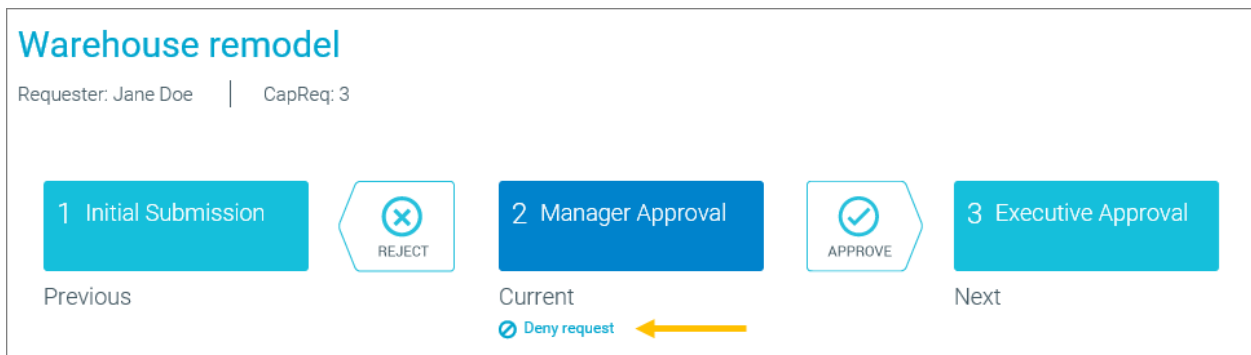 Warehouse remodel
Requester: Jane Doe | CapReq: 3
1 Initial Submission
REJECT
2 Manager Approval
APPROVE
3 Executive Approval
Previous
Current
Next
Deny request